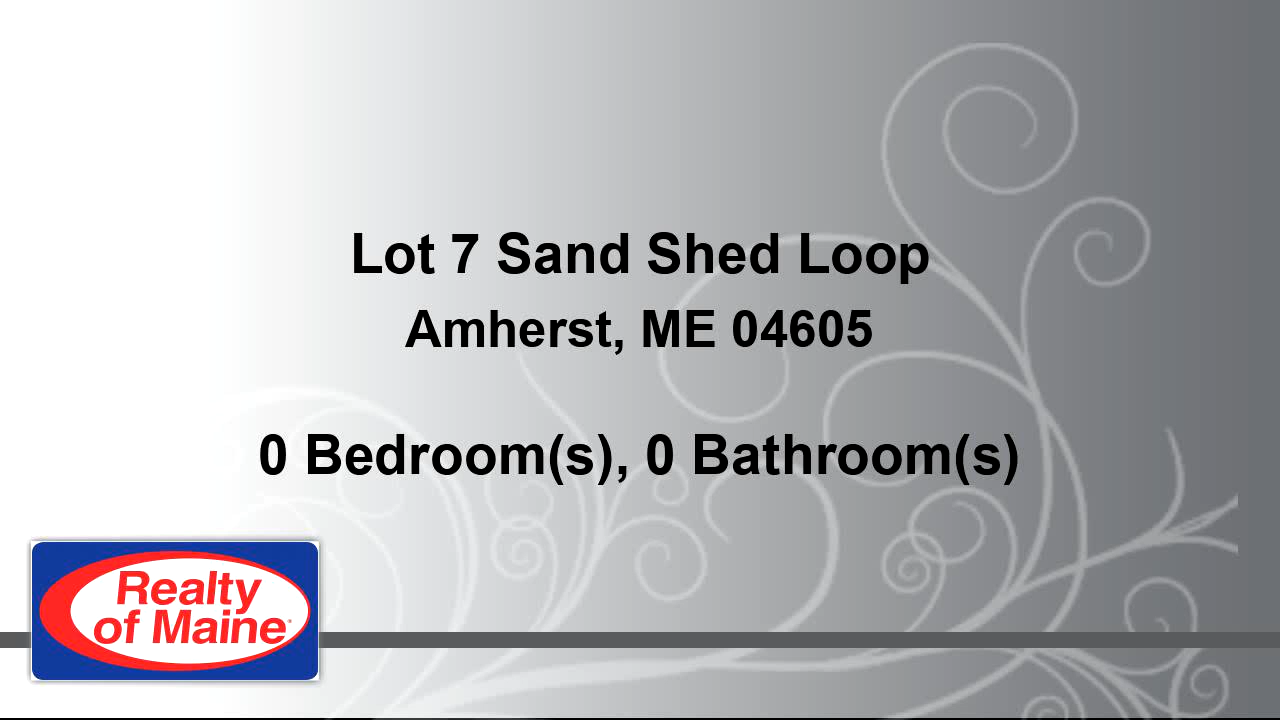 Lot 7 Sand Shed Loop
Amherst, ME 04605
0 Bedroom(s), 0 Bathroom(s)
Realty
of Maine